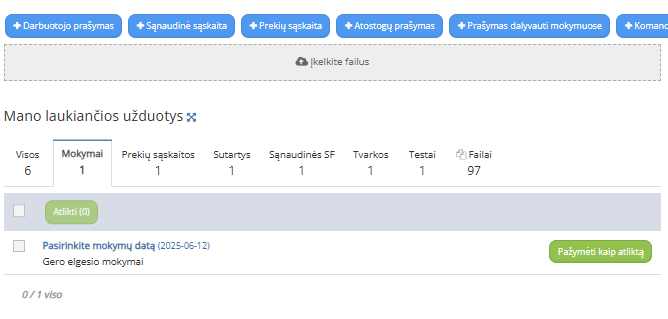 + Darbuotojo prašymas + Sąnaudinė sąskaita + Prekių sąskaita + Atostogų prašymas + Prašymas dalyvauti mokymuose + Komand
Įkelkite failus
Mano laukiančios užduotys
Visos Mokymai Prekių sąskaitos Sutartys Sąnaudinės SF Tvarkos Testai Failai
6 1 1 1 1 1 1 97
Atlikti (0)
Pasirinkite mokymų datą (2025-06-12) Pažymėti kaip atliktą
Gero elgesio mokymai
0 / 1 viso